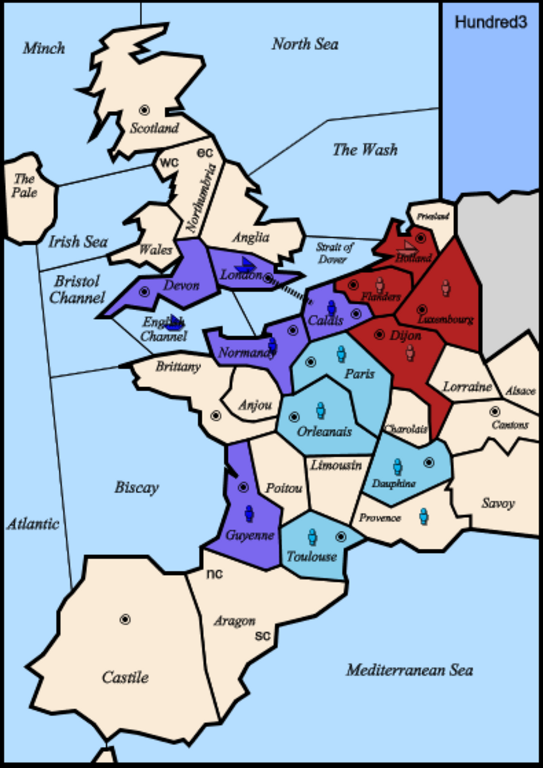 Hundred3
Minch
North Sea
Scotland
The Wash
wc
ec
The
Pale
Northumbria
Priesland
Irish Sea
Wales
Anglia
Strait of
Dover
Holland
Bristol
Channel
Devon
London
Flanders
Luxembourg
English
Channel
Calais
Dijon
Normandy
Brittany
Paris
Lorraine
Alsace
Anjou
Charolais
Cantons
Orleanais
Limousin
Dauphine
Biscay
Poitou
Savoy
Provence
Atlantic
Guyenne
Toulouse
nc
Aragon
sc
Castile
Mediterranean Sea